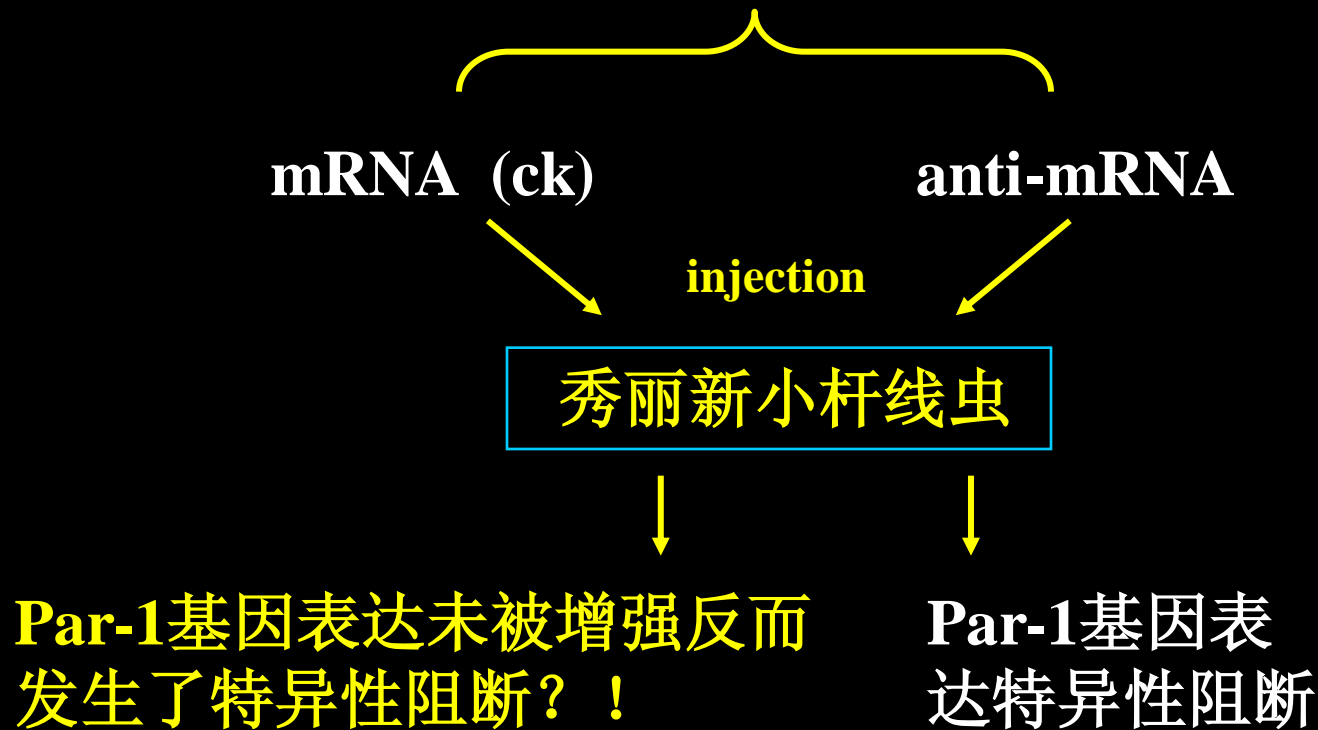 mRNA (ck) anti-mRNA
injection
秀丽新小杆线虫
Par-1基因表达未被增强反而
发生了特异性阻断？！
Par-1基因表
达特异性阻断